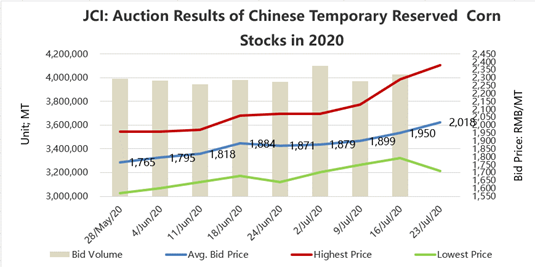 JCI: Auction Results of Chinese Temporary Reserved Corn
Stocks in 2020
4,200,000
4,000,000
3,800,000
3,600,000
3,400,000
3,200,000
3,000,000
Unit; MT
2,450
2,400
2,350
2,300
2,250
2,200
2,150
2,100
2,050
2,000
1,950
1,900
1,850
1,800
1,750
1,700
1,650
1,600
1,550
Bid Price: RMB/MT
1,765
1,795
1,818
1,884
1,871
1,879
1,899
1,950
2,018
28/May/20
4/Jun/20
11/Jun/20
18/Jun/20
24/Jun/20
2/Jul/20
9/Jul/20
16/Jul/20
23/Jul/20
Bid Volume
Avg. Bid Price
Highest Price
Lowest Price